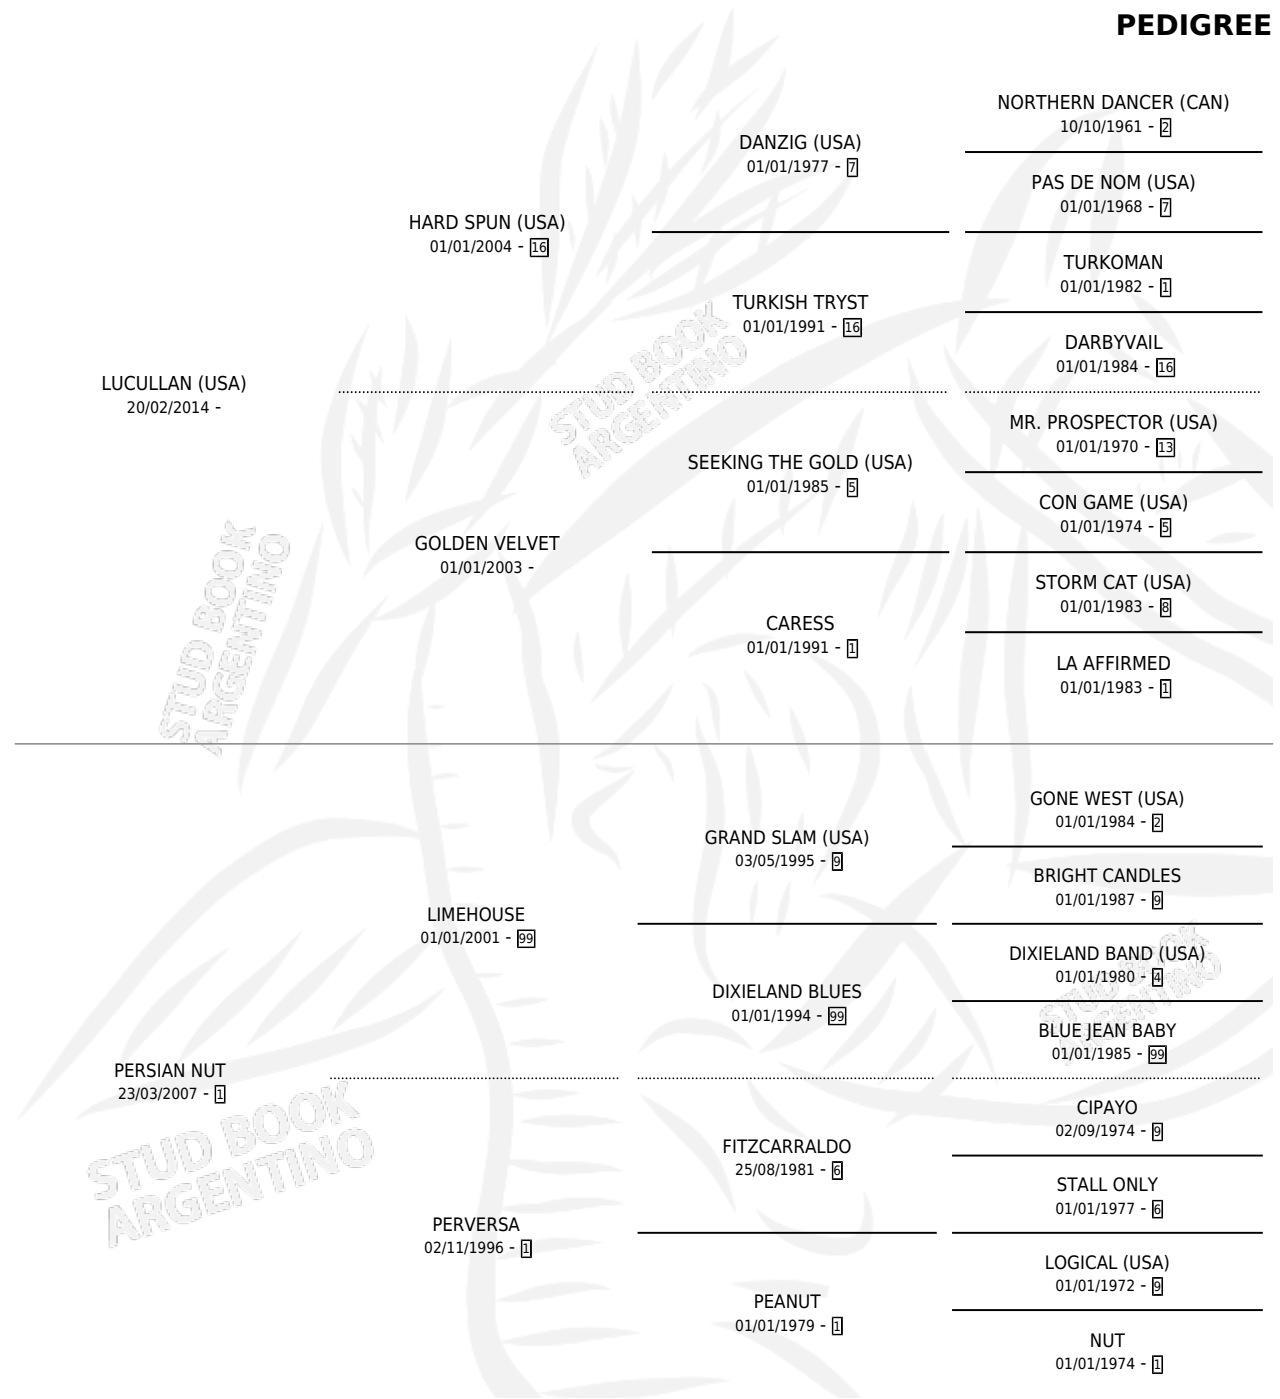 PEDIGREE
NORTHERN DANCER (CAN)
10/10/1961 - 2
DANZIG (USA)
01/01/1977 - 7
PAS DE NOM (USA)
01/01/1968 - 7
HARD SPUN (USA)
01/01/2004 - 16
TURKOMAN
01/01/1982 - 1
TURKISH TRYST
01/01/1991 - 16
DARBYVAIL
01/01/1984 - 16
LUCULLAN (USA)
20/02/2014 -
MR. PROSPECTOR (USA)
01/01/1970 - 13
SEEKING THE GOLD (USA)
01/01/1985 - 5
CON GAME (USA)
01/01/1974 - 5
GOLDEN VELVET
01/01/2003 -
STORM CAT (USA)
01/01/1983 - 8
CARESS
01/01/1991 - 1
LA AFFIRMED
01/01/1983 - 1
GONE WEST (USA)
01/01/1984 - 2
GRAND SLAM (USA)
03/05/1995 - 9
BRIGHT CANDLES
01/01/1987 - 9
LIMEHOUSE
01/01/2001 - 99
DIXIELAND BAND (USA)
01/01/1980 - 4
DIXIELAND BLUES
01/01/1994 - 99
BLUE JEAN BABY
01/01/1985 - 99
PERSIAN NUT
23/03/2007 - 1
CIPAYO
02/09/1974 - 9
FITZCARRALDO
25/08/1981 - 6
STALL ONLY
01/01/1977 - 6
PERVERSA
02/11/1996 - 1
LOGICAL (USA)
01/01/1972 - 9
PEANUT
01/01/1979 - 1
NUT
01/01/1974 - 1
STUD BOOK
ARGENTINO
STUD BOOK
ARGENTINO
STUD BOOK
ARGENTINO
STUD BOOK
ARGENTINO